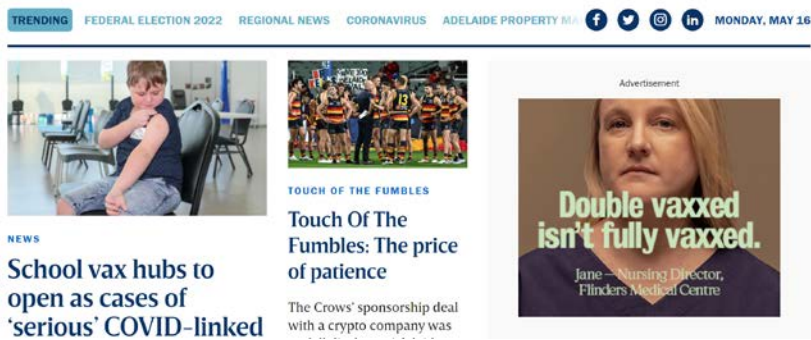 TRENDING FEDERAL ELECTION 2022 REGIONAL NEWS CORONAVIRUS ADELAIDE PROPERTY MONDAY, MAY 16
Advertisement
Double vaxxed
isn't fully vaxxed.
Jane – Nursing Director,
Flinders Medical Centre
NEWS
School vax hubs to
open as cases of
'serious' COVID-linked
TOUCH OF THE FUMBLES
Touch Of The
Fumbles: The price
of patience
The Crows' sponsorship deal
with a crypto company was